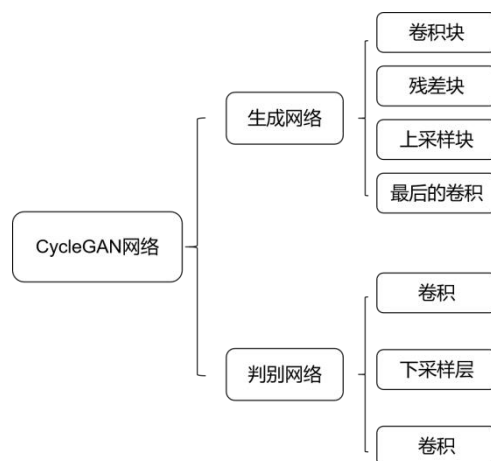 CycleGAN网络
生成网络
卷积块
残差块
上采样块
最后的卷积
判别网络
卷积
下采样层
卷积